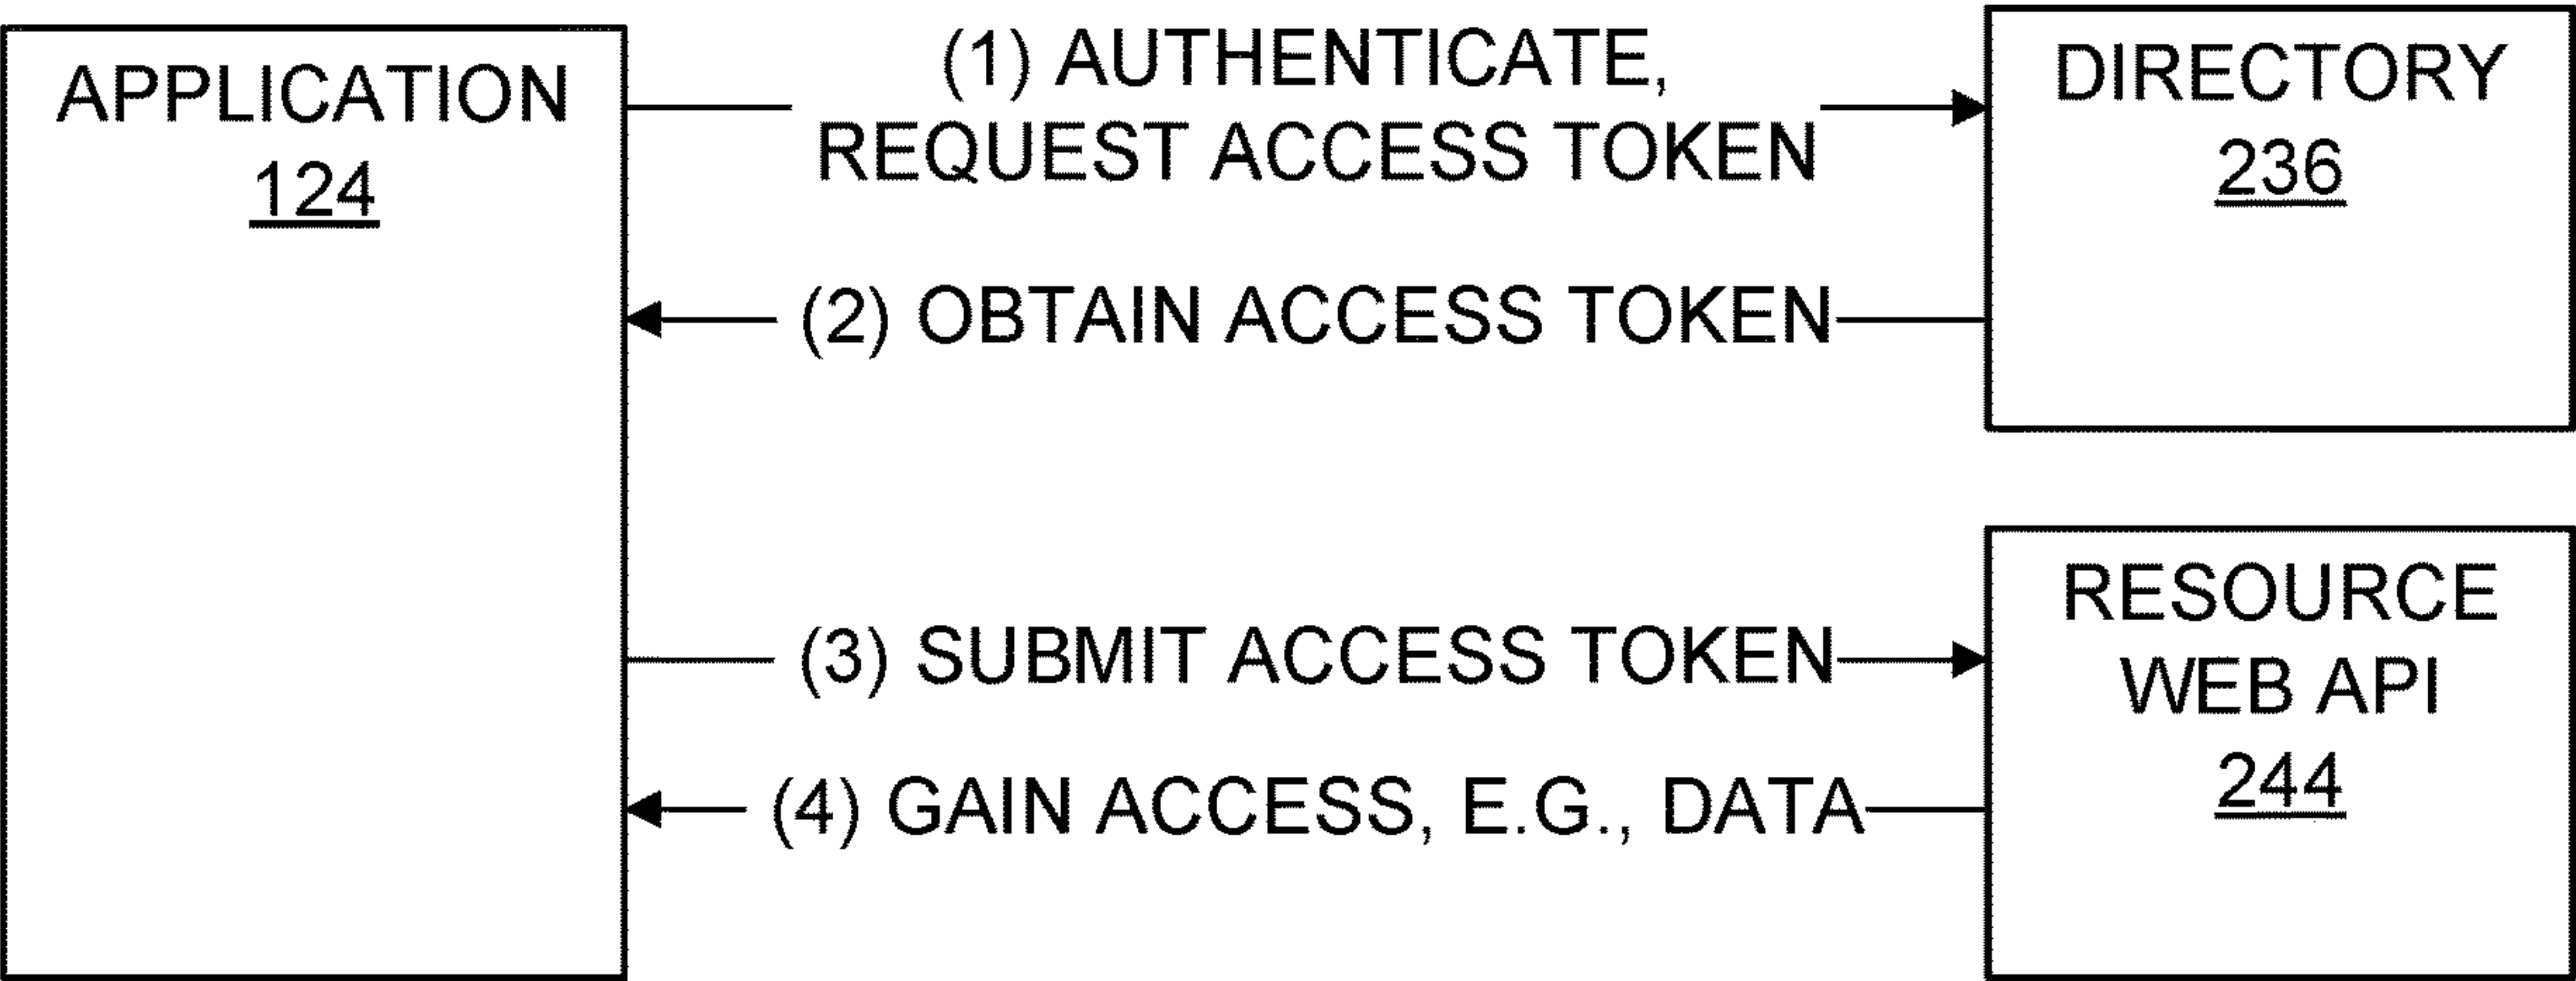 APPLICATION
124
(1) AUTHENTICATE,
REQUEST ACCESS TOKEN
DIRECTORY
236
(2) OBTAIN ACCESS TOKEN
(3) SUBMIT ACCESS TOKEN
(4) GAIN ACCESS, E.G., DATA
RESOURCE
WEB API
244